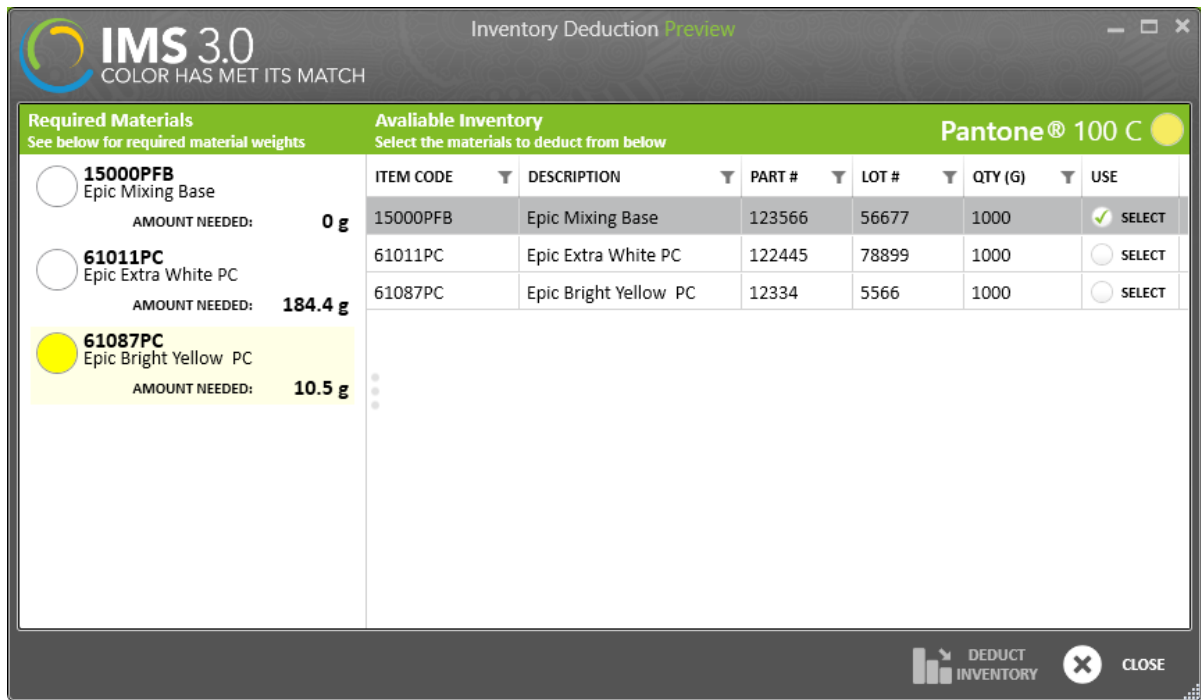 Inventory Deduction Preview
IMS 3.0
COLOR HAS MET ITS MATCH
Required Materials
See below for required material weights
15000PFB
Epic Mixing Base
AMOUNT NEEDED: 0 g
61011PC
Epic Extra White PC
AMOUNT NEEDED: 184.4 g
61087PC
Epic Bright Yellow PC
AMOUNT NEEDED: 10.5 g
Avaliable Inventory
Select the materials to deduct from below
Pantone® 100 C
ITEM CODE DESCRIPTION PART # LOT # QTY (G) USE
15000PFB Epic Mixing Base 123566 56677 1000 SELECT
61011PC Epic Extra White PC 122445 78899 1000 SELECT
61087PC Epic Bright Yellow PC 12334 5566 1000 SELECT
DEDUCT
INVENTORY
CLOSE